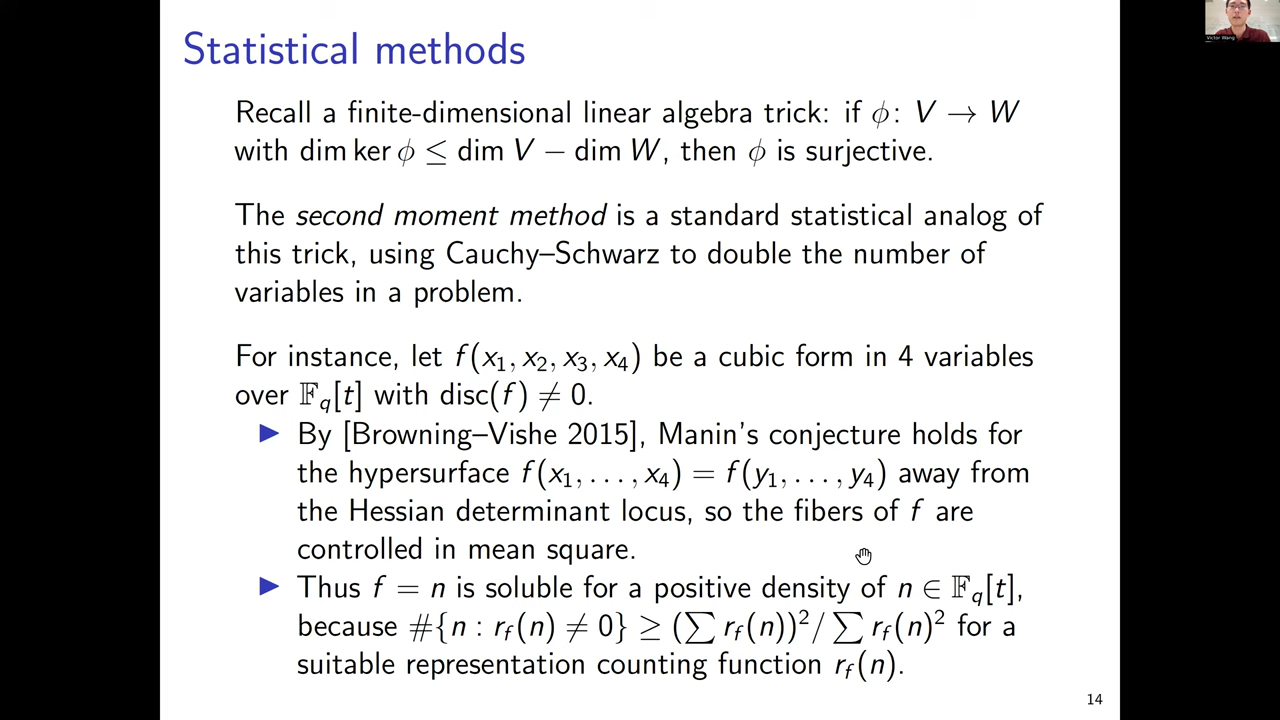 Statistical methods
Recall a finite-dimensional linear algebra trick: if ϕ: V → W
with dim ker ϕ ≤ dim V − dim W, then ϕ is surjective.
The second moment method is a standard statistical analog of
this trick, using Cauchy–Schwarz to double the number of
variables in a problem.
For instance, let f(x₁, x₂, x₃, x₄) be a cubic form in 4 variables
over 𝔽_q[t] with disc(f) ≠ 0.
▶ By [Browning–Vishe 2015], Manin's conjecture holds for
the hypersurface f(x₁, . . . , x₄) = f(y₁, . . . , y₄) away from
the Hessian determinant locus, so the fibers of f are
controlled in mean square.
▶ Thus f = n is soluble for a positive density of n ∈ 𝔽_q[t],
because #{n : r_f(n) ≠ 0} ≥ (∑ r_f(n))²/ ∑ r_f(n)² for a
suitable representation counting function r_f(n).
14
Victor Wang